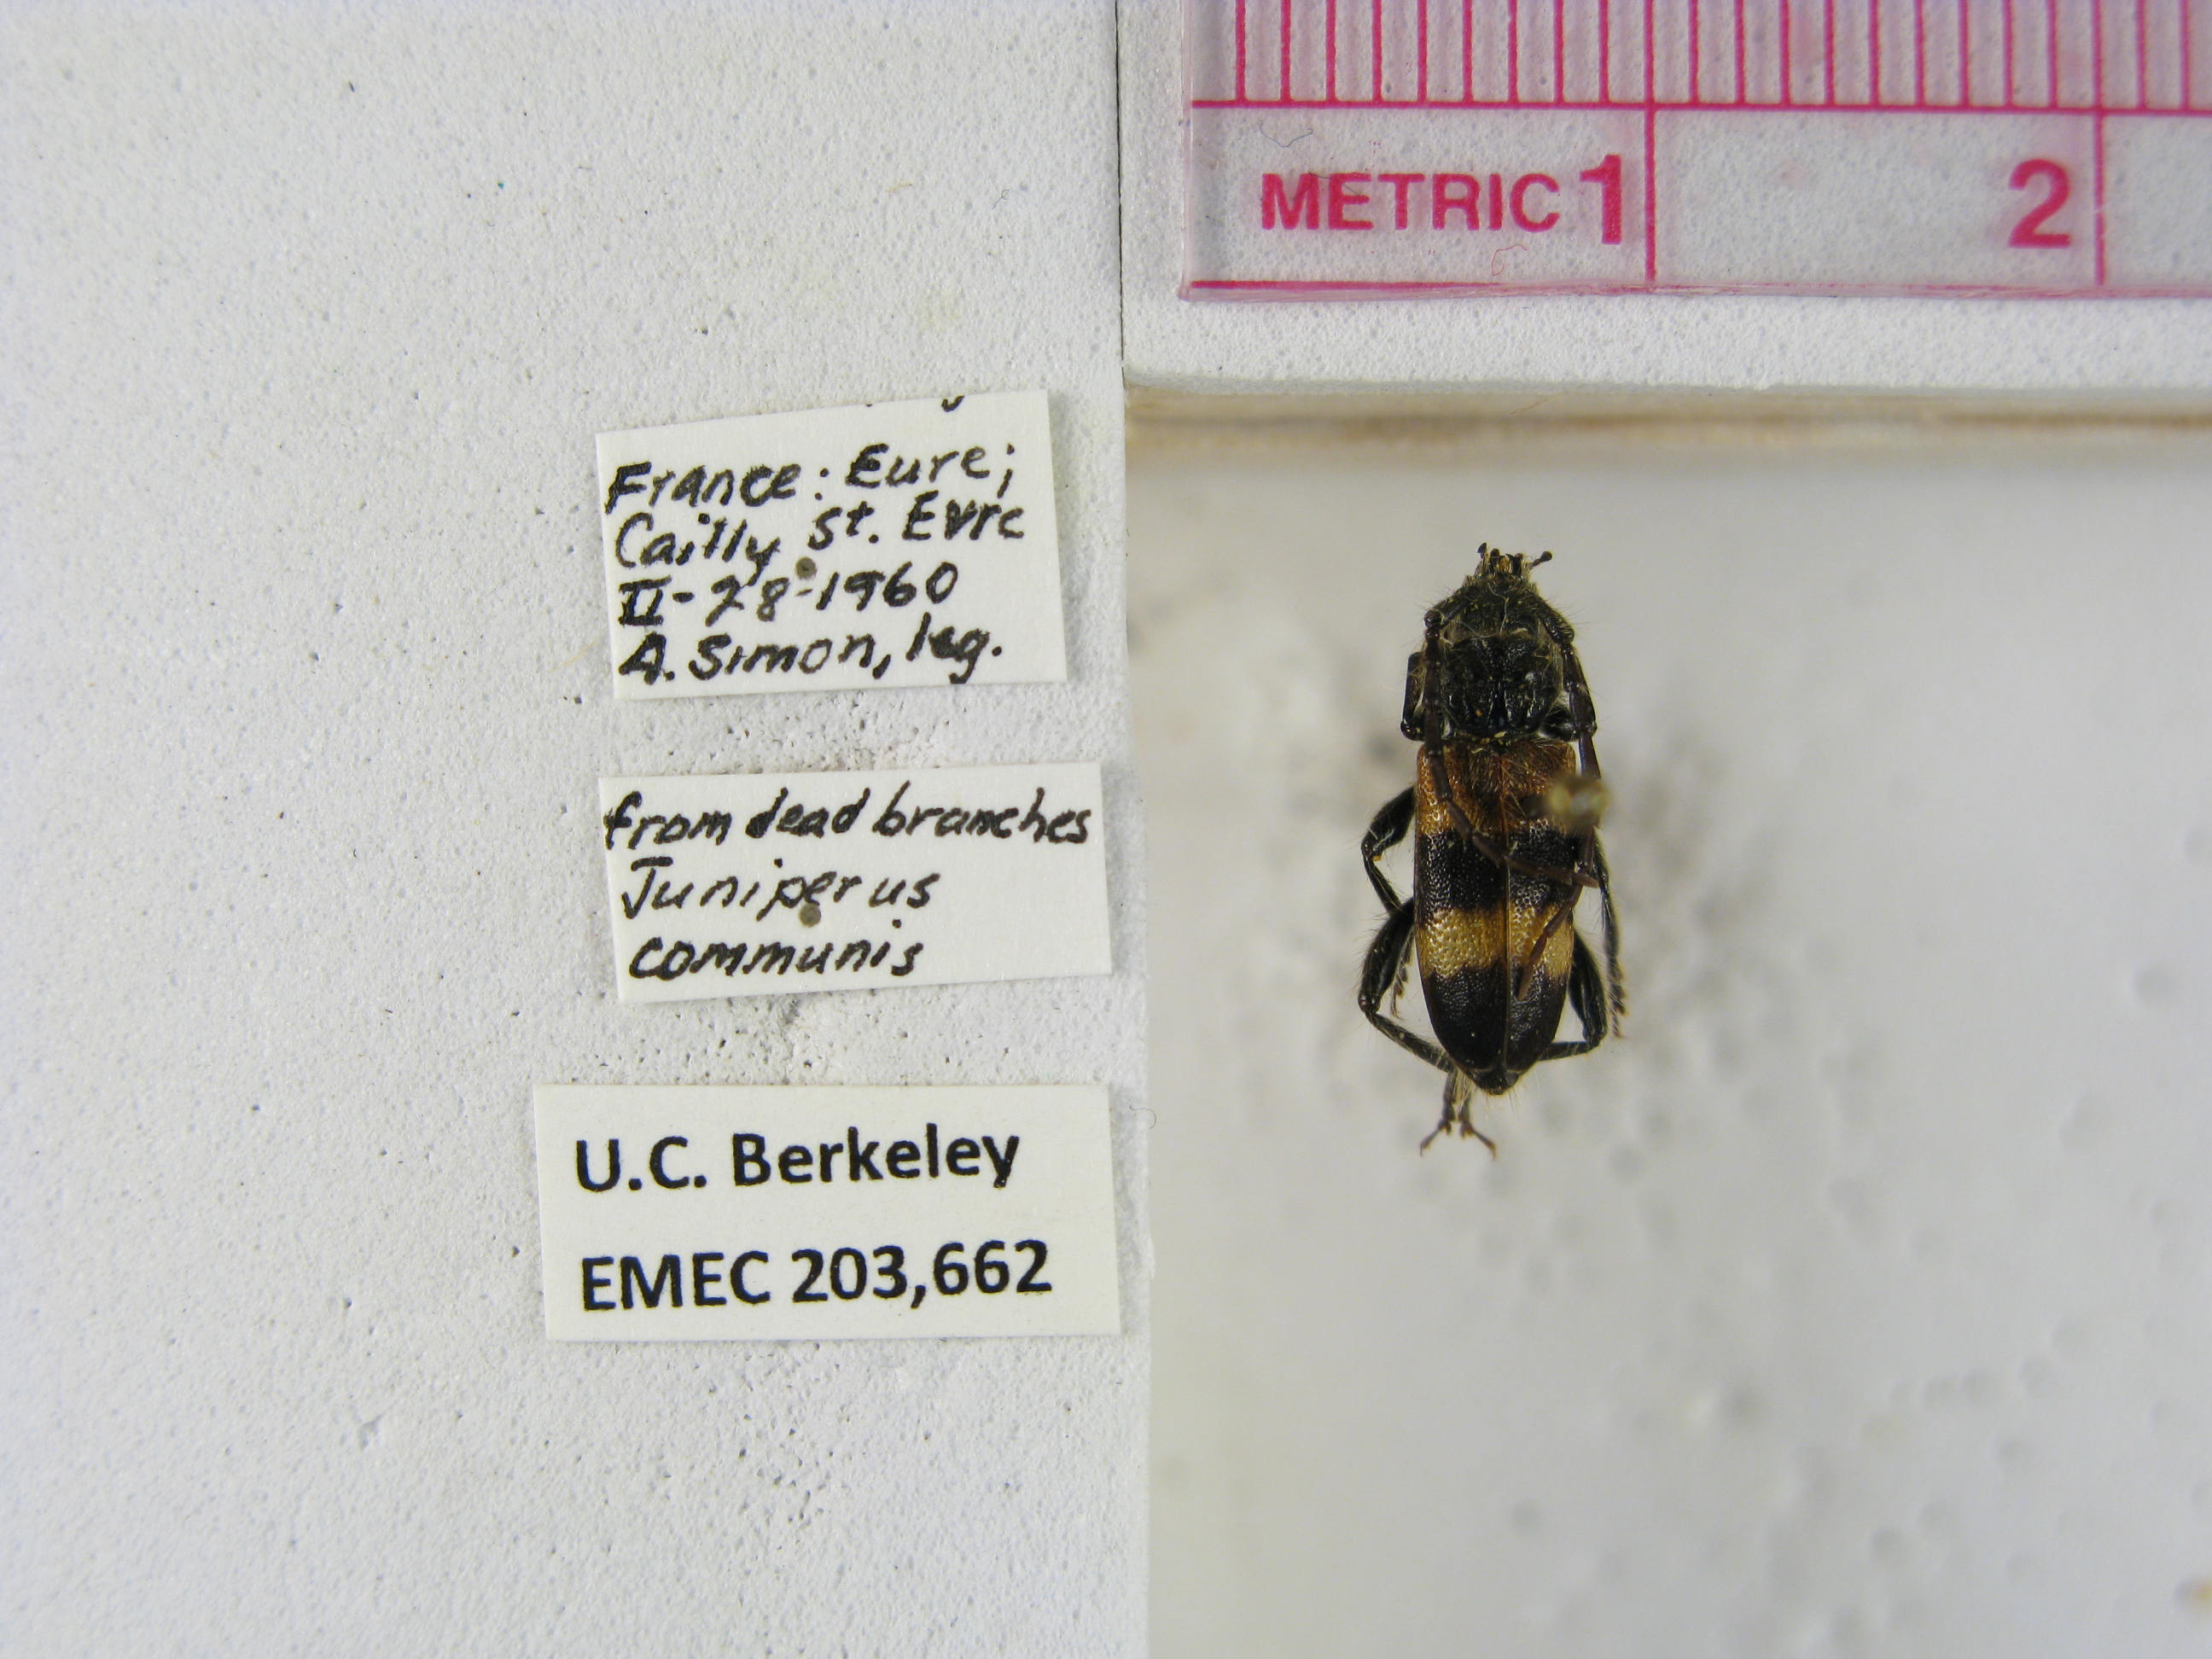 METRIC 1 2
France: Eure;
Cailly St. Evre
II-28-1960
A. Simon, leg.
from dead branches
Juniperus
communis
U.C. Berkeley
EMEC 203,662